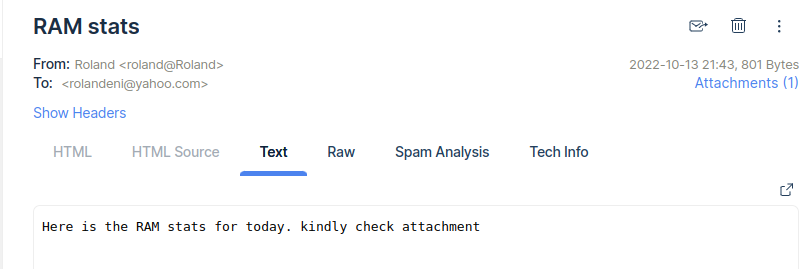 RAM stats
From: Roland <roland@Roland>
2022-10-13 21:43, 801 Bytes
To: <rolandeni@yahoo.com>
Attachments (1)
Show Headers
HTML HTML Source Text Raw Spam Analysis Tech Info
Here is the RAM stats for today. kindly check attachment